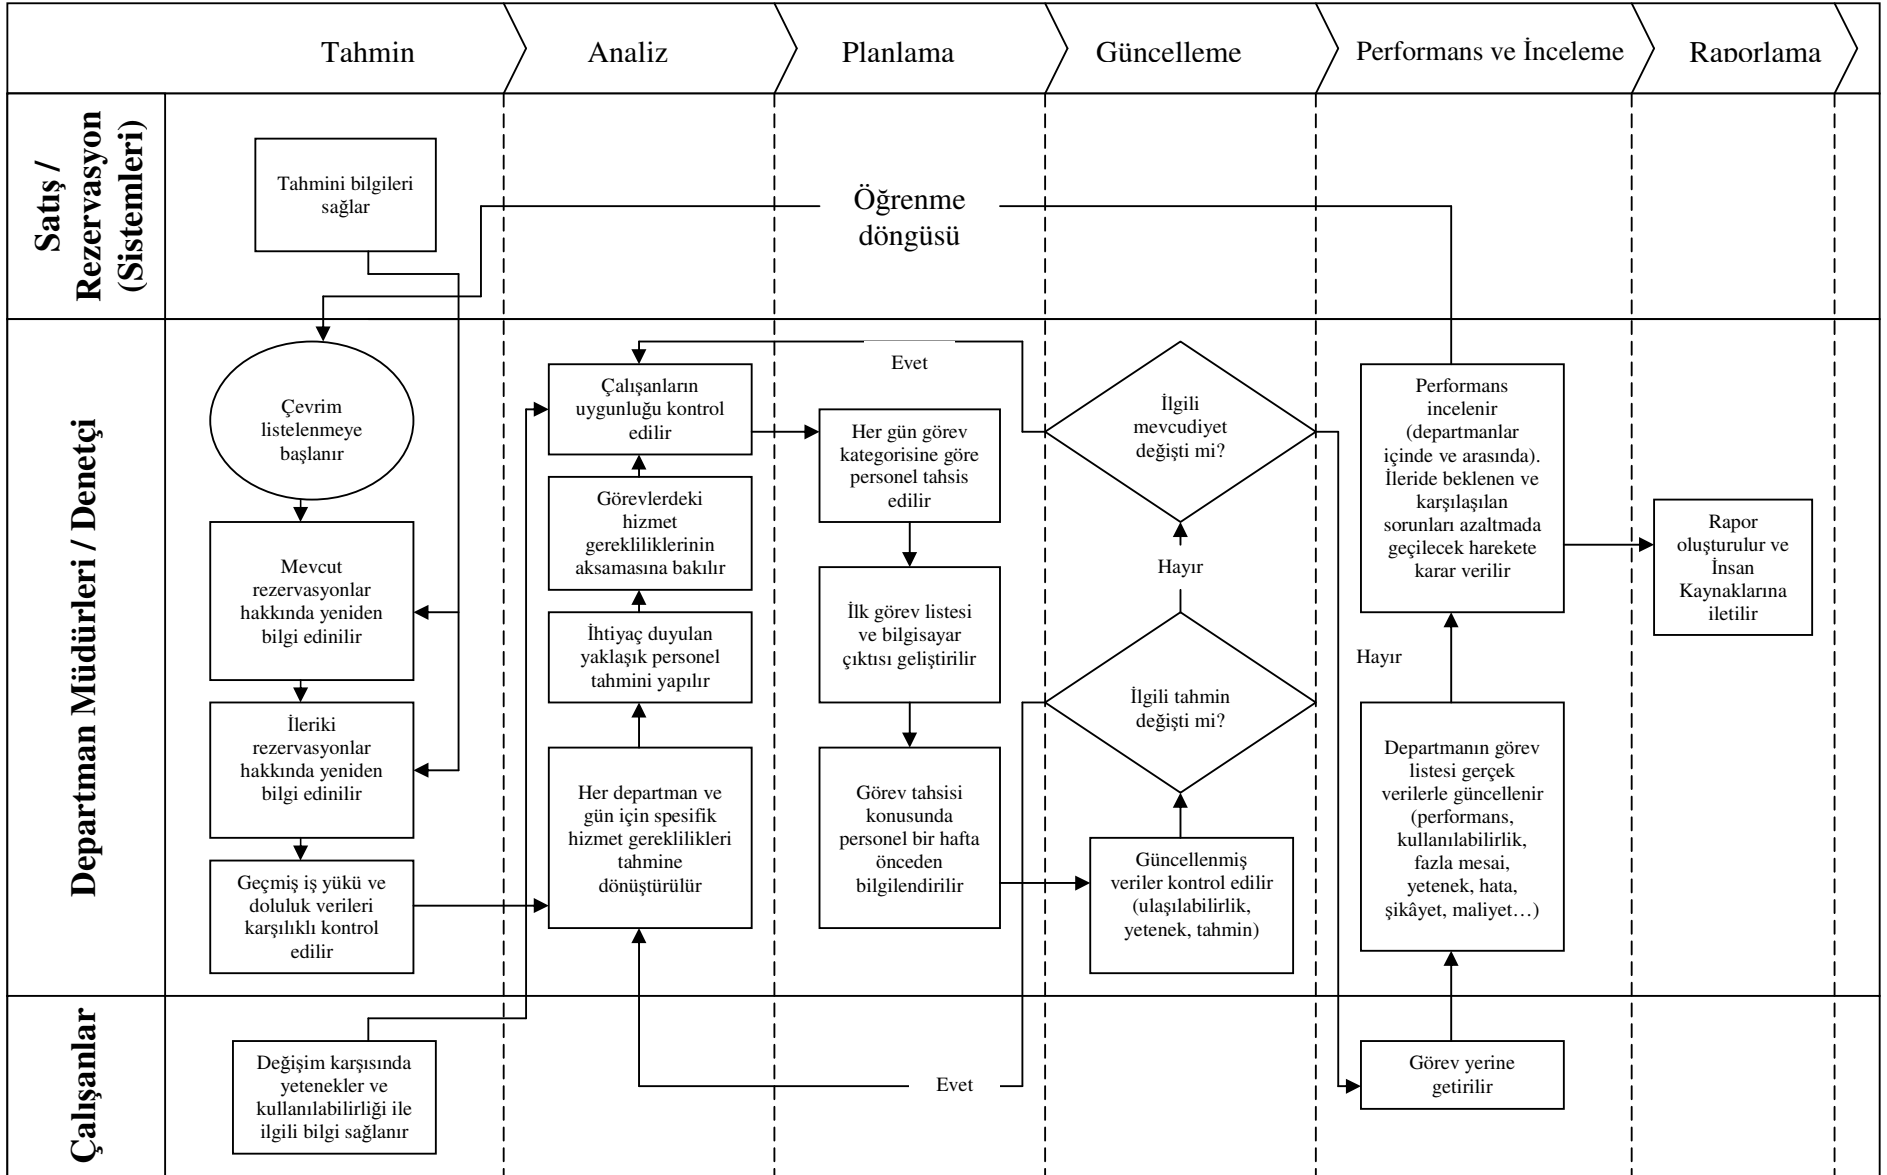 Tahmin
Analiz
Planlama
Güncelleme
Performans ve İnceleme
Raporlama
Satış /
Rezervasyon
(Sistemleri)
Tahmini bilgileri
sağlar
Öğrenme
döngüsü
Departman Müdürleri / Denetçi
Çevrim
listelenmeye
başlanır
Mevcut
rezervasyonlar
hakkında yeniden
bilgi edinilir
İleriki
rezervasyonlar
hakkında yeniden
bilgi edinilir
Geçmiş iş yükü ve
doluluk verileri
karşılıklı kontrol
edilir
Çalışanların
uygunluğu kontrol
edilir
Görevlerdeki
hizmet
gerekliliklerinin
aksamasına bakılır
İhtiyaç duyulan
yaklaşık personel
tahmini yapılır
Her departman ve
gün için spesifik
hizmet gereklilikleri
tahmine
dönüştürülür
Evet
Her gün görev
kategorisine göre
personel tahsis
edilir
İlk görev listesi
ve bilgisayar
çıktısı geliştirilir
Görev tahsisi
konusunda
personel bir hafta
önceden
bilgilendirilir
İlgili
mevcudiyet
değişti mi?
Hayır
İlgili tahmin
değişti mi?
Güncellenmiş
veriler kontrol edilir
(ulaşılabilirlik,
yetenek, tahmin)
Performans
incelenir
(departmanlar
içinde ve arasında).
İleride beklenen ve
karşılaşılan
sorunları azaltmada
geçilecek harekete
karar verilir
Hayır
Departmanın görev
listesi gerçek
verilerle güncellenir
(performans,
kullanılabilirlik,
fazla mesai,
yetenek, hata,
şikâyet, maliyet…)
Rapor
oluşturulur ve
İnsan
Kaynaklarına
iletilir
Çalışanlar
Değişim karşısında
yetenekler ve
kullanılabilirliği ile
ilgili bilgi sağlanır
Evet
Görev yerine
getirilir